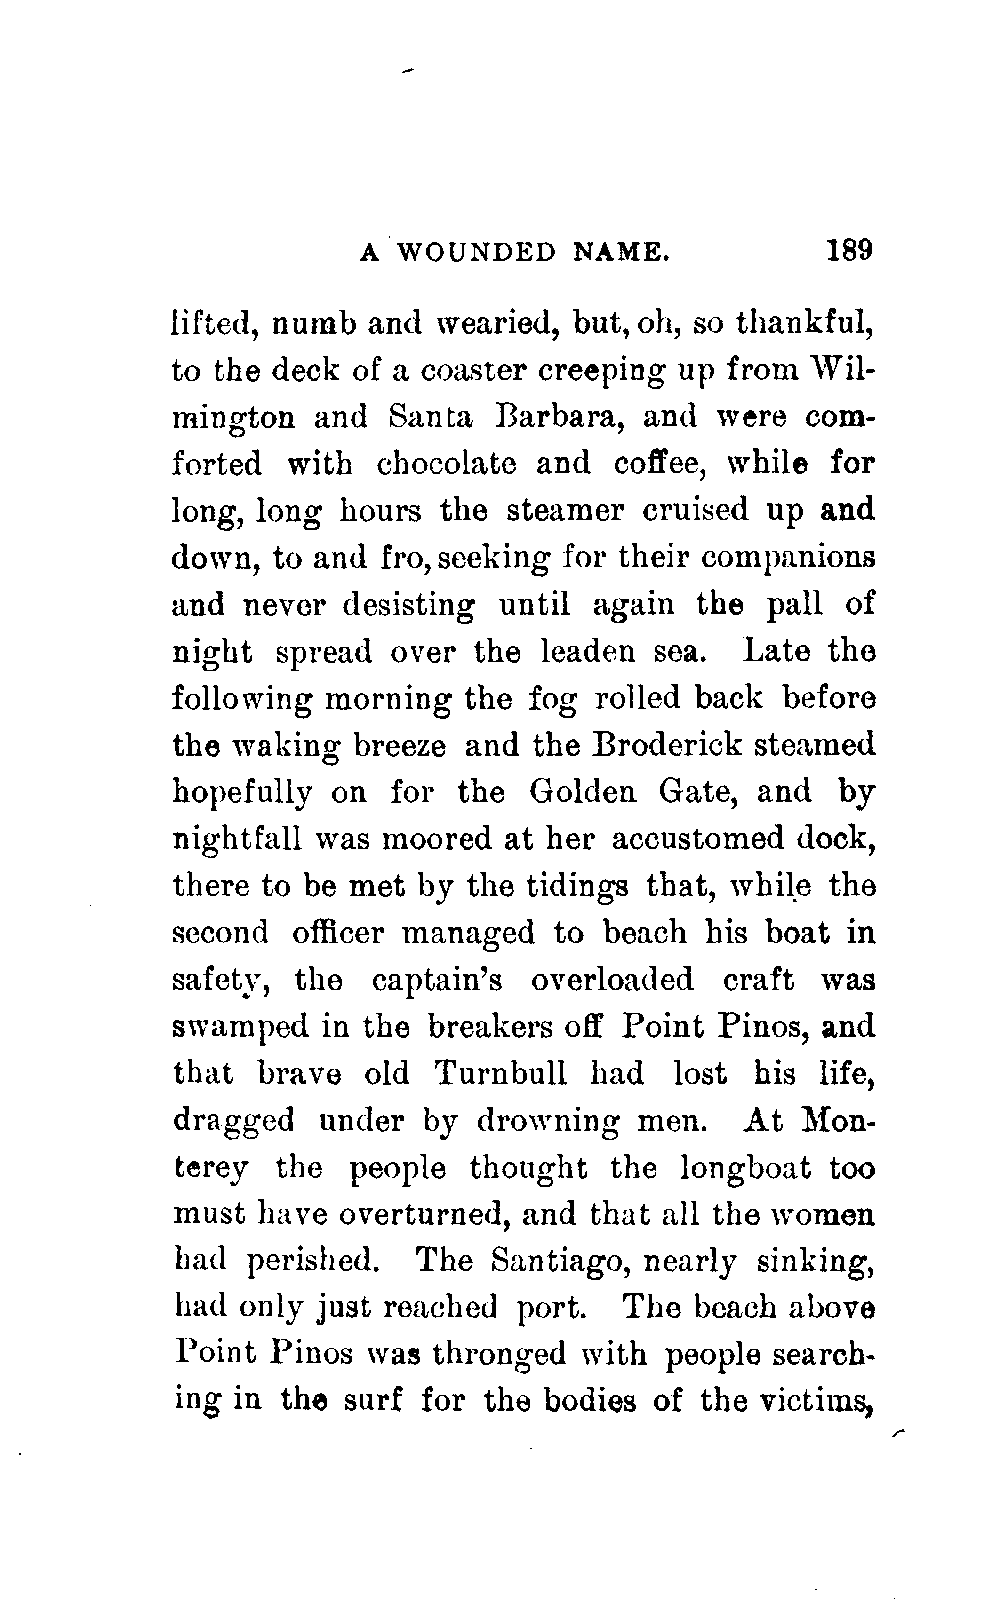 A WOUNDED NAME. 189
lifted, numb and wearied, but, oh, so thankful,
to the deck of a coaster creeping up from Wil-
mington and Santa Barbara, and were com-
forted with chocolate and coffee, while for
long, long hours the steamer cruised up and
down, to and fro, seeking for their companions
and never desisting until again the pall of
night spread over the leaden sea. Late the
following morning the fog rolled back before
the waking breeze and the Broderick steamed
hopefully on for the Golden Gate, and by
nightfall was moored at her accustomed dock,
there to be met by the tidings that, while the
second officer managed to beach his boat in
safety, the captain's overloaded craft was
swamped in the breakers off Point Pinos, and
that brave old Turnbull had lost his life,
dragged under by drowning men. At Mon-
terey the people thought the longboat too
must have overturned, and that all the women
had perished. The Santiago, nearly sinking,
had only just reached port. The beach above
Point Pinos was thronged with people search-
ing in the surf for the bodies of the victims,